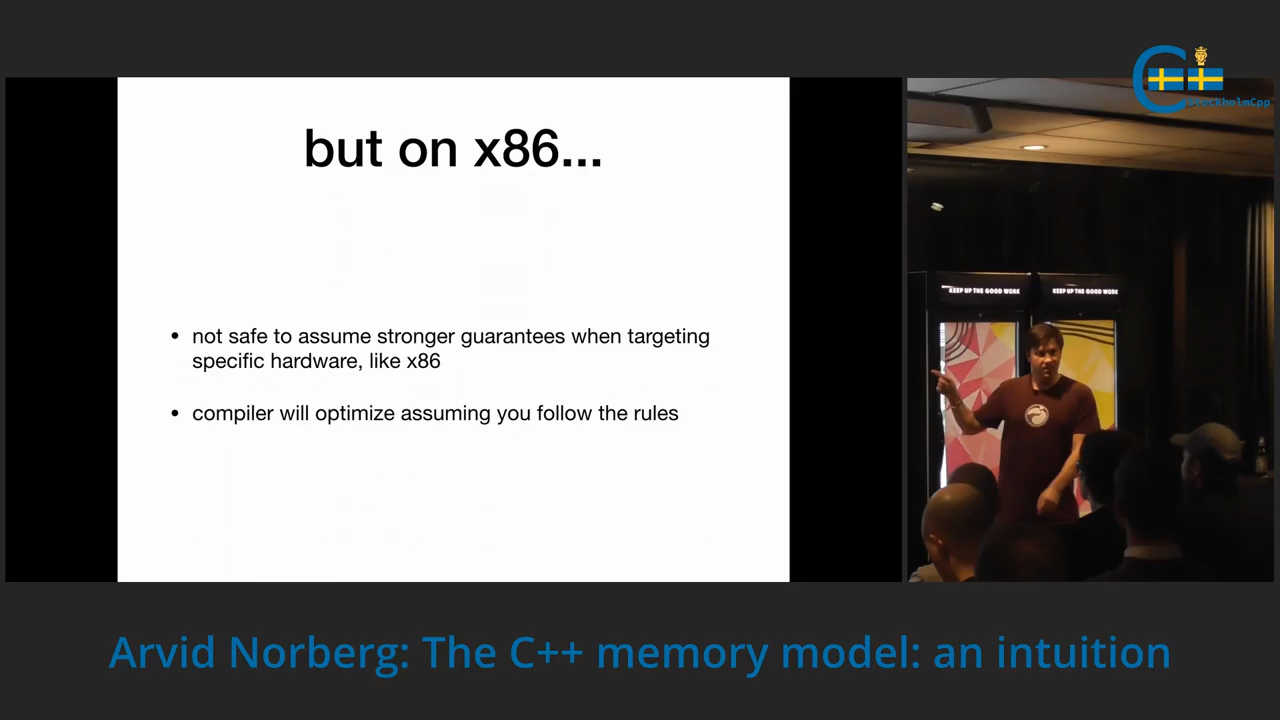 StockholmCpp
but on x86...
KEEP UP THE GOOD WORK
KEEP UP THE GOOD WORK
• not safe to assume stronger guarantees when targeting
specific hardware, like x86
• compiler will optimize assuming you follow the rules
Arvid Norberg: The C++ memory model: an intuition